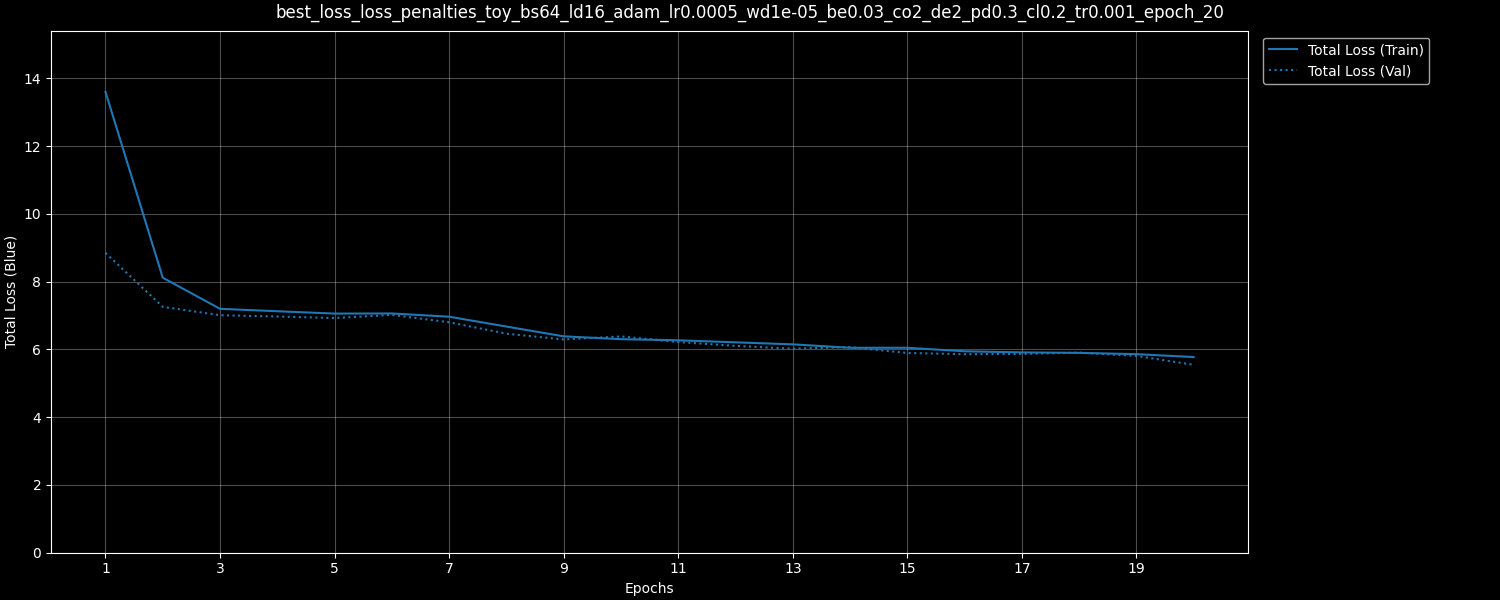 best_loss_loss_penalties_toy_bs64_ld16_adam_lr0.0005_wd1e-05_be0.03_co2_de2_pd0.3_cl0.2_tr0.001_epoch_20
Total Loss (Train)
Total Loss (Val)
Total Loss (Blue)
14
12
10
8
6
4
2
0
1 3 5 7 9 11 13 15 17 19
Epochs